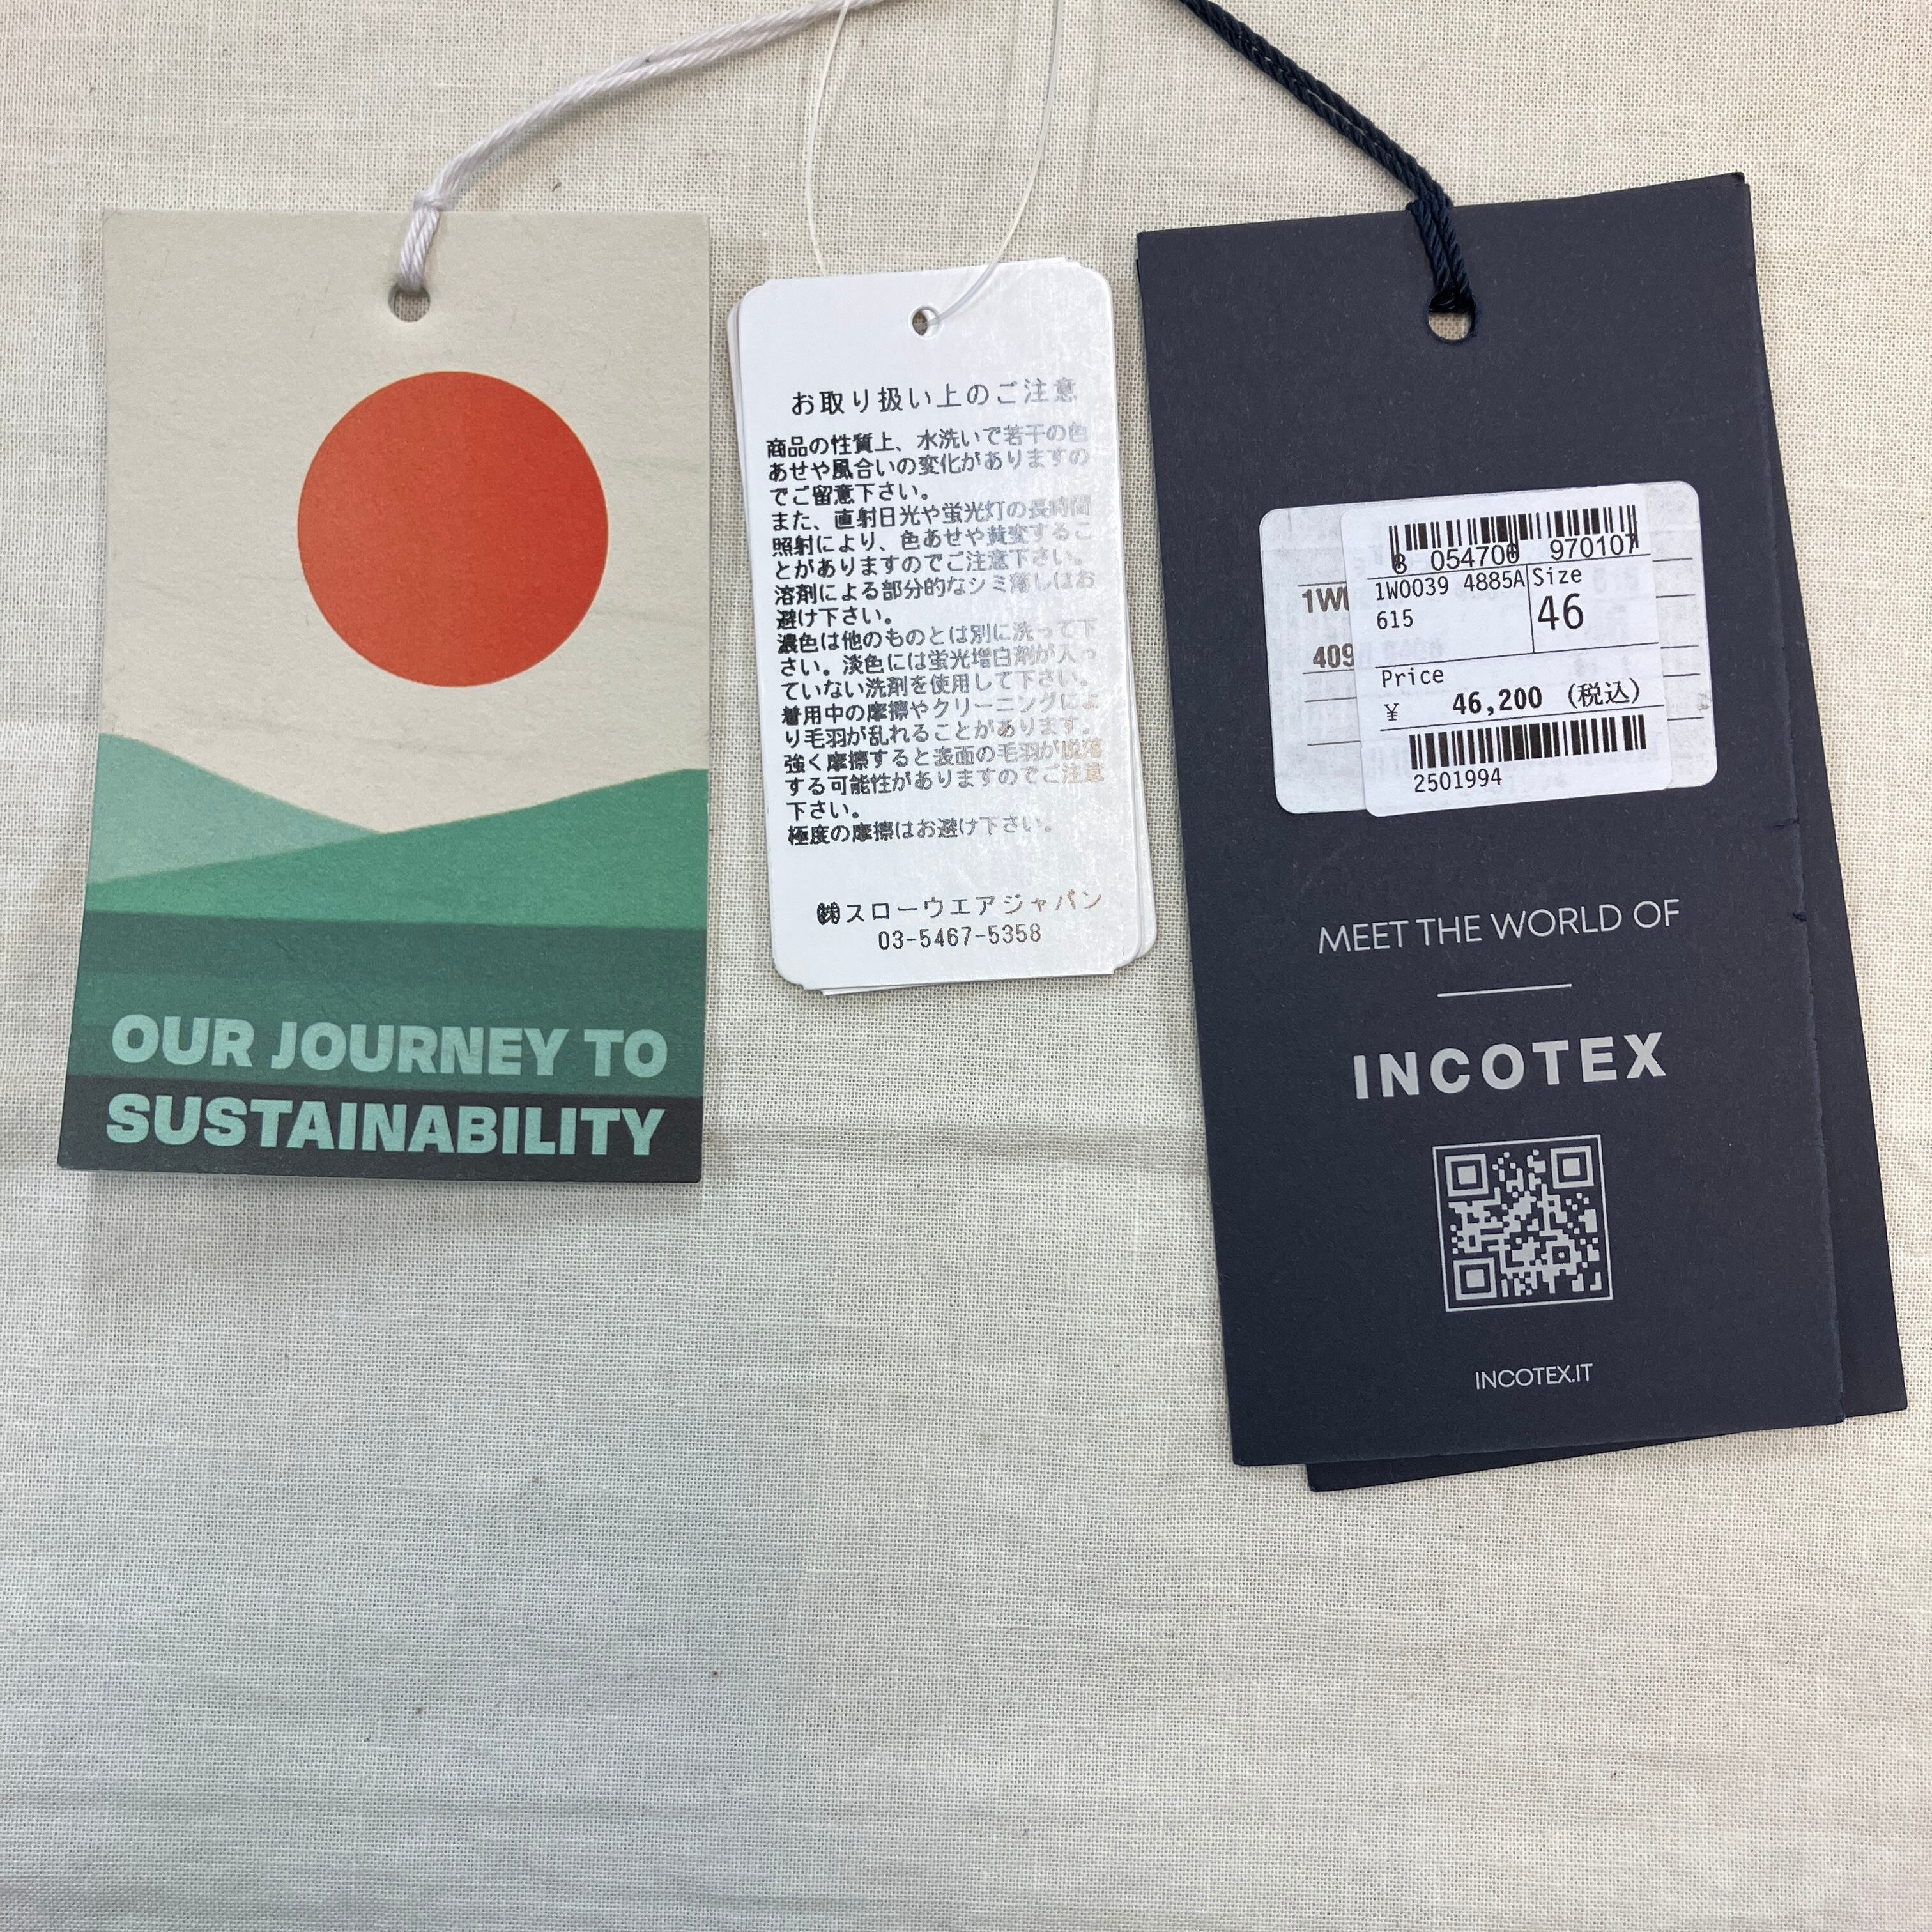 OUR JOURNEY TO
SUSTAINABILITY
お取り扱い上のご注意
商品の性質上、水洗いで若干の色
あせや風合いの変化がありますの
でご留意下さい。
また、直射日光や蛍光灯の長時間
照射により、色あせや黄変するこ
とがありますのでご注意下さい。
溶剤による部分的なシミ落しはお
避け下さい。
濃色は他のものとは別に洗って下
さい。淡色には蛍光増白剤が入っ
ていない洗剤を使用して下さい。
着用中の摩擦やクリーニングによ
り毛羽が乱れることがあります。
強く摩擦すると表面の毛羽が脱落
する可能性がありますのでご注意
下さい。
極度の摩擦はお避け下さい。
㈱スローウエアジャパン
03-5467-5358
8 054700 970107
1W0039 4885A Size
615 46
Price
¥ 46,200 (税込)
2501994
409
MEET THE WORLD OF
INCOTEX
INCOTEX.IT